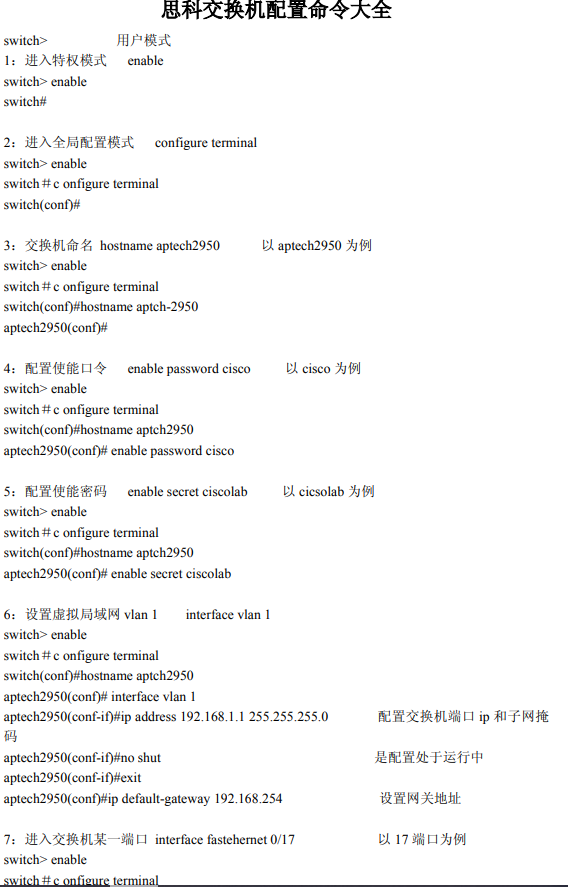 思科交换机配置命令大全
switch> 用户模式
1：进入特权模式 enable
switch> enable
switch#
2：进入全局配置模式 configure terminal
switch> enable
switch＃c onfigure terminal
switch(conf)#
3：交换机命名 hostname aptech2950 以 aptech2950 为例
switch> enable
switch＃c onfigure terminal
switch(conf)#hostname aptch-2950
aptech2950(conf)#
4：配置使能口令 enable password cisco 以 cisco 为例
switch> enable
switch＃c onfigure terminal
switch(conf)#hostname aptch2950
aptech2950(conf)# enable password cisco
5：配置使能密码 enable secret ciscolab 以 cicsolab 为例
switch> enable
switch＃c onfigure terminal
switch(conf)#hostname aptch2950
aptech2950(conf)# enable secret ciscolab
6：设置虚拟局域网 vlan 1 interface vlan 1
switch> enable
switch＃c onfigure terminal
switch(conf)#hostname aptch2950
aptech2950(conf)# interface vlan 1
aptech2950(conf-if)#ip address 192.168.1.1 255.255.255.0 配置交换机端口 ip 和子网掩
码
aptech2950(conf-if)#no shut 是配置处于运行中
aptech2950(conf-if)#exit
aptech2950(conf)#ip default-gateway 192.168.254 设置网关地址
7：进入交换机某一端口 interface fastehernet 0/17 以 17 端口为例
switch> enable
switch＃c onfigure terminal